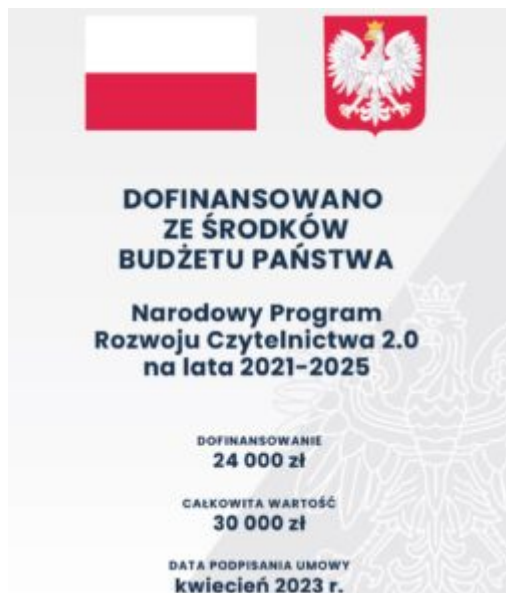 DOFINANSOWANO
ZE ŚRODKÓW
BUDŻETU PAŃSTWA
Narodowy Program
Rozwoju Czytelnictwa 2.0
na lata 2021-2025
DOFINANSOWANIE
24 000 zł
CAŁKOWITA WARTOŚĆ
30 000 zł
DATA PODPISANIA UMOWY
kwiecień 2023 r.